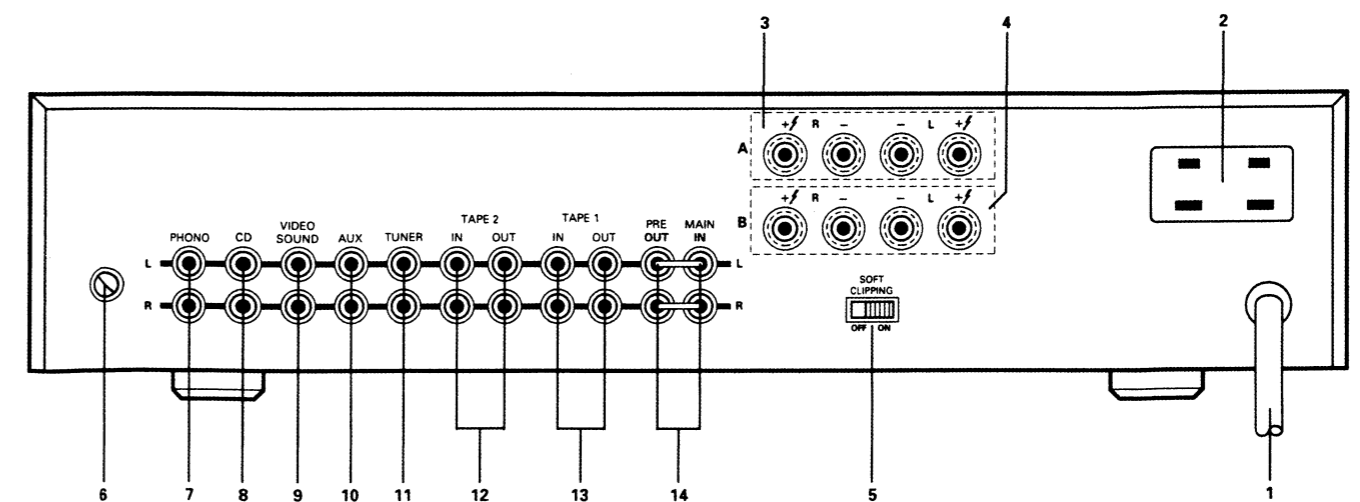 3 4 2
+ R − − L +
A
+ R − − L +
B
TAPE 2 TAPE 1
VIDEO SOUND
PHONO CD AUX TUNER IN OUT IN OUT PRE OUT MAIN IN
L L
R R
SOFT
CLIPPING
OFF ON
6 7 8 9 10 11 12 13 14 5 1